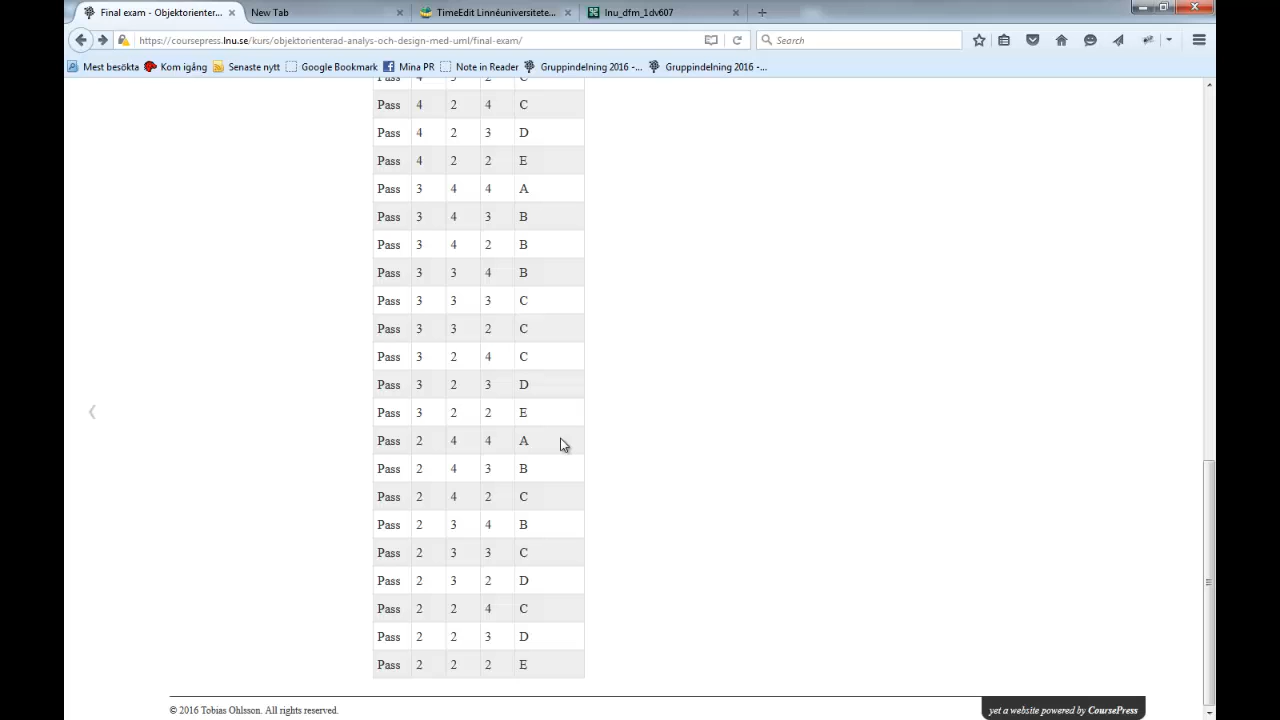 Final exam - Objektorienter... × New Tab × TimeEdit Linnéuniversitete... × lnu_dfm_1dv607 × +
https://coursepress.lnu.se/kurs/objektorienterad-analys-och-design-med-uml/final-exam/ Search
Mest besökta Kom igång Senaste nytt Google Bookmark Mina PR Note in Reader Gruppindelning 2016 -... Gruppindelning 2016 -...
Pass 4 3 2 C
Pass 4 2 4 C
Pass 4 2 3 D
Pass 4 2 2 E
Pass 3 4 4 A
Pass 3 4 3 B
Pass 3 4 2 B
Pass 3 3 4 B
Pass 3 3 3 C
Pass 3 3 2 C
Pass 3 2 4 C
Pass 3 2 3 D
Pass 3 2 2 E
Pass 2 4 4 A
Pass 2 4 3 B
Pass 2 4 2 C
Pass 2 3 4 B
Pass 2 3 3 C
Pass 2 3 2 D
Pass 2 2 4 C
Pass 2 2 3 D
Pass 2 2 2 E
© 2016 Tobias Ohlsson. All rights reserved.
yet a website powered by CoursePress